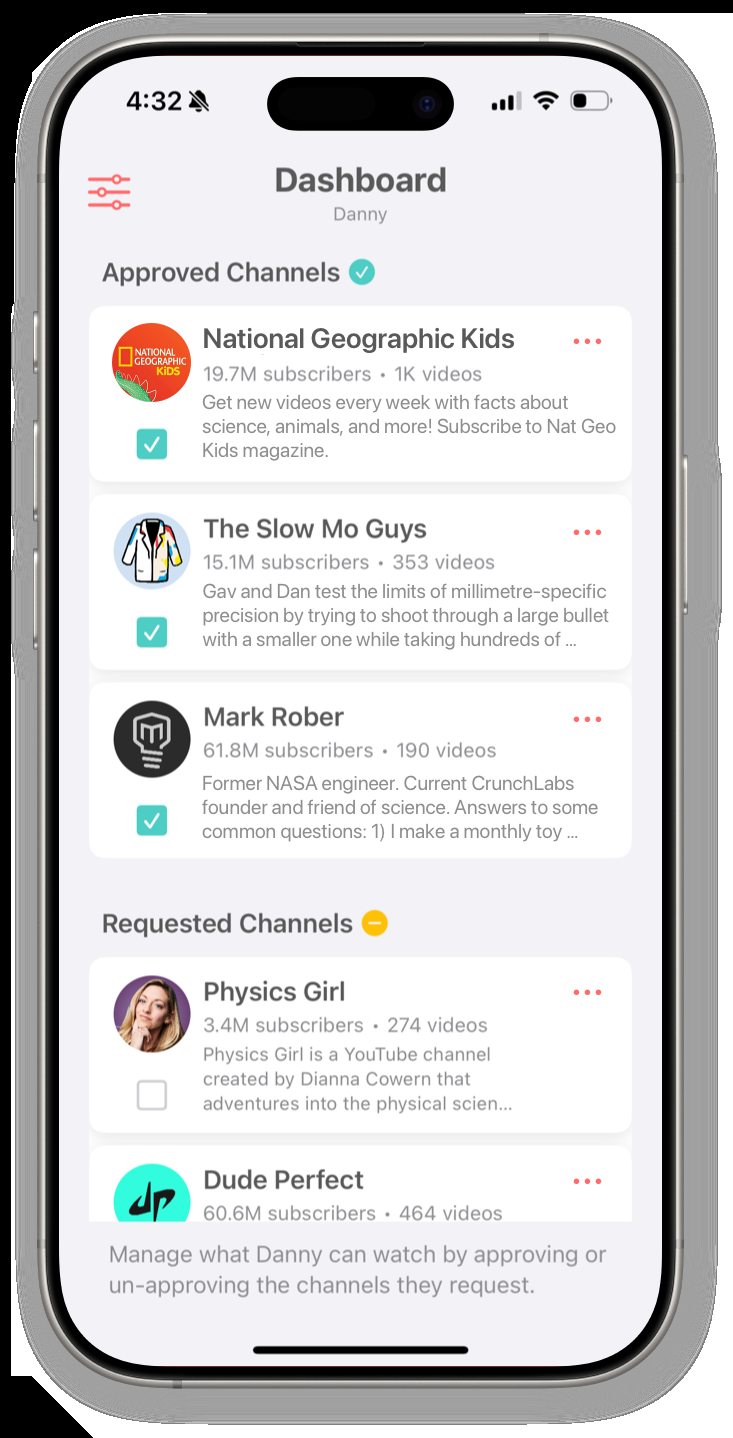 4:32
Dashboard
Danny
Approved Channels
NATIONAL
GEOGRAPHIC
KiDS
National Geographic Kids
19.7M subscribers • 1K videos
Get new videos every week with facts about
science, animals, and more! Subscribe to Nat Geo
Kids magazine.
The Slow Mo Guys
15.1M subscribers • 353 videos
Gav and Dan test the limits of millimetre-specific
precision by trying to shoot through a large bullet
with a smaller one while taking hundreds of ...
Mark Rober
61.8M subscribers • 190 videos
Former NASA engineer. Current CrunchLabs
founder and friend of science. Answers to some
common questions: 1) I make a monthly toy ...
Requested Channels
Physics Girl
3.4M subscribers • 274 videos
Physics Girl is a YouTube channel
created by Dianna Cowern that
adventures into the physical scien...
dp
Dude Perfect
60.6M subscribers • 464 videos
Manage what Danny can watch by approving or
un-approving the channels they request.